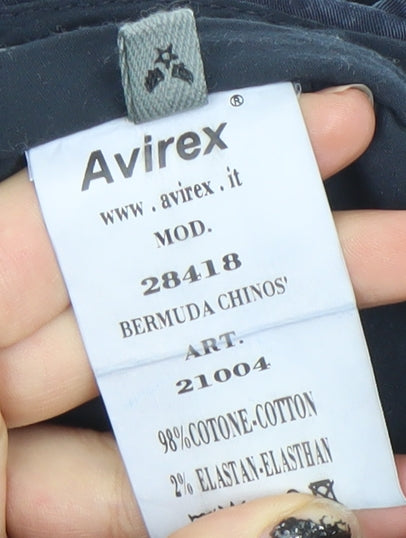 Avirex®
www.avirex.it
MOD.
28418
BERMUDA CHINOS'
ART.
21004
98%COTONE-COTTON
2% ELASTAN-ELASTHAN